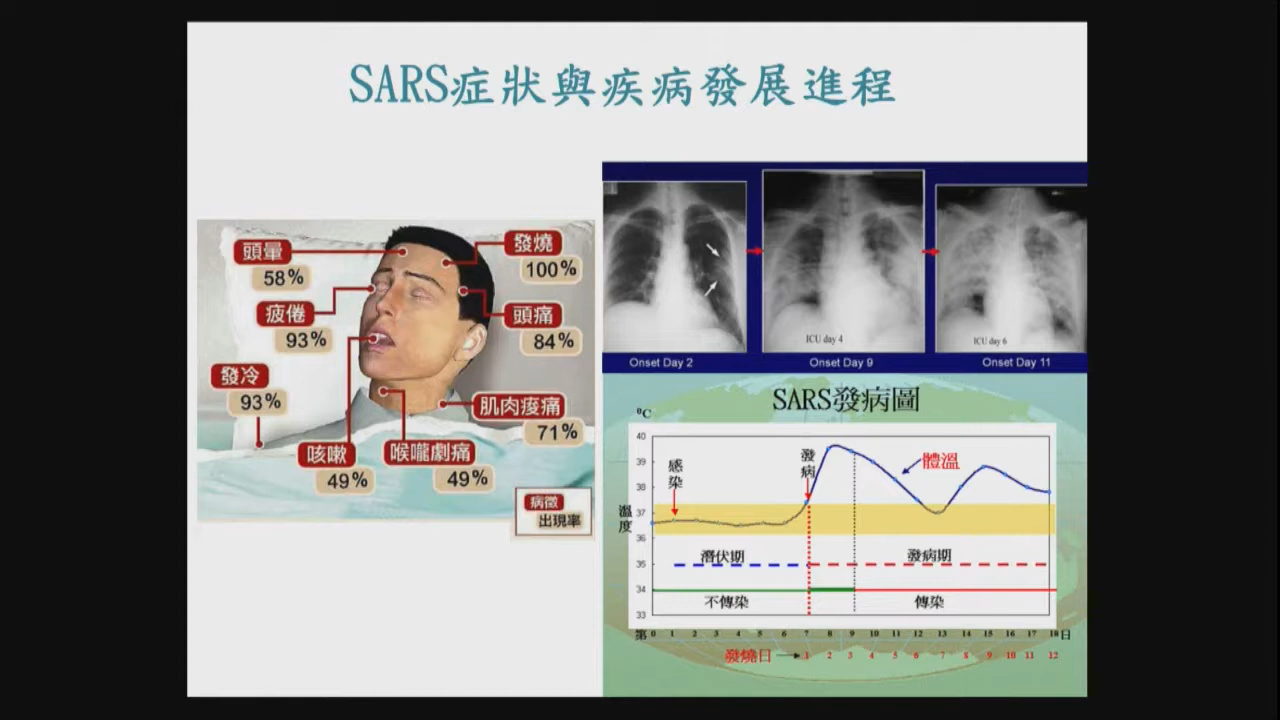 SARS症狀與疾病發展進程
頭暈
58%
發燒
100%
疲倦
93%
頭痛
84%
發冷
93%
肌肉痠痛
71%
咳嗽
49%
喉嚨劇痛
49%
病徵
出現率
ICU day 4
ICU day 6
Onset Day 2
Onset Day 9
Onset Day 11
SARS發病圖
⁰C
40
39
38
37
36
35
34
33
溫度
感染
發病
體溫
潛伏期
發病期
不傳染
傳染
第 0 1 2 3 4 5 6 7 8 9 10 11 12 13 14 15 16 17 18 日
發燒日 1 2 3 4 5 6 7 8 9 10 11 12